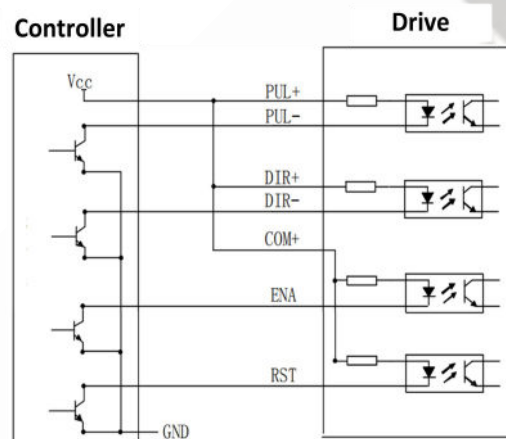 Controller
Drive
Vcc
PUL+
PUL-
DIR+
DIR-
COM+
ENA
RST
GND